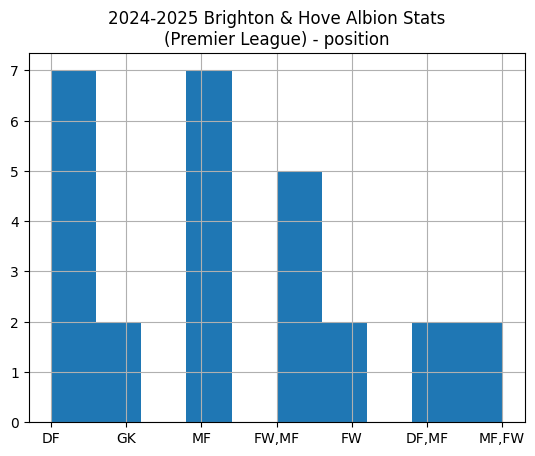 2024-2025 Brighton & Hove Albion Stats
(Premier League) - position
7
6
5
4
3
2
1
0
DF GK MF FW,MF FW DF,MF MF,FW